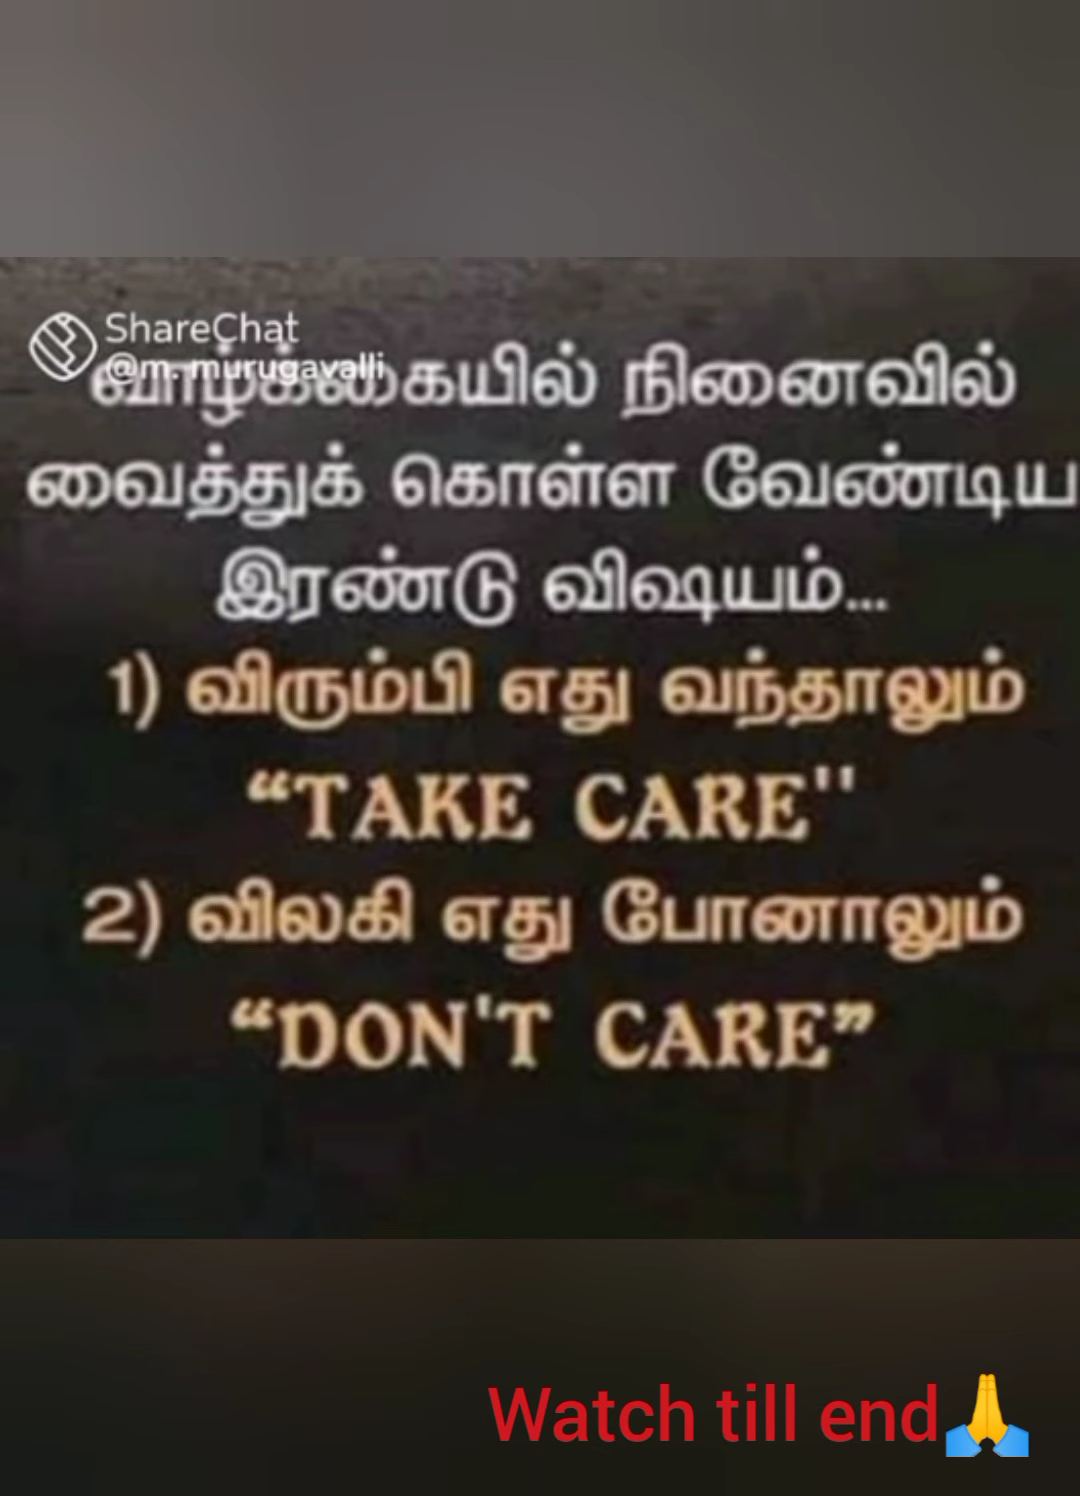 ShareChat
@m. murugavalli
வாழ்க்கையில் நினைவில்
வைத்துக் கொள்ள வேண்டிய
இரண்டு விஷயம்...
1) விரும்பி எது வந்தாலும்
“TAKE CARE"
2) விலகி எது போனாலும்
“DON'T CARE”
Watch till end🙏